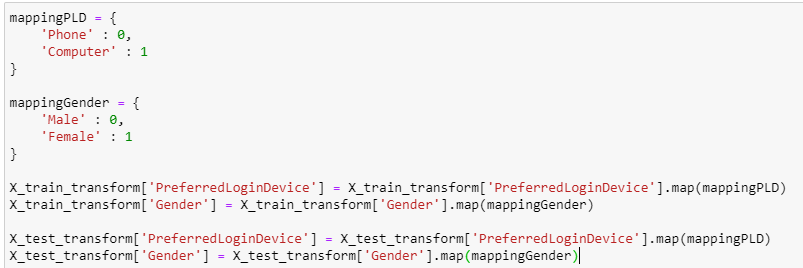 mappingPLD = {
    'Phone' : 0,
    'Computer' : 1
}

mappingGender = {
    'Male' : 0,
    'Female' : 1
}

X_train_transform['PreferredLoginDevice'] = X_train_transform['PreferredLoginDevice'].map(mappingPLD)
X_train_transform['Gender'] = X_train_transform['Gender'].map(mappingGender)

X_test_transform['PreferredLoginDevice'] = X_test_transform['PreferredLoginDevice'].map(mappingPLD)
X_test_transform['Gender'] = X_test_transform['Gender'].map(mappingGender)